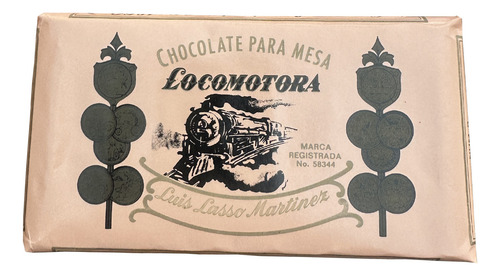 CHOCOLATE PARA MESA
LOCOMOTORA
MARCA
REGISTRADA
No. 58344
Luis Lasso Martinez